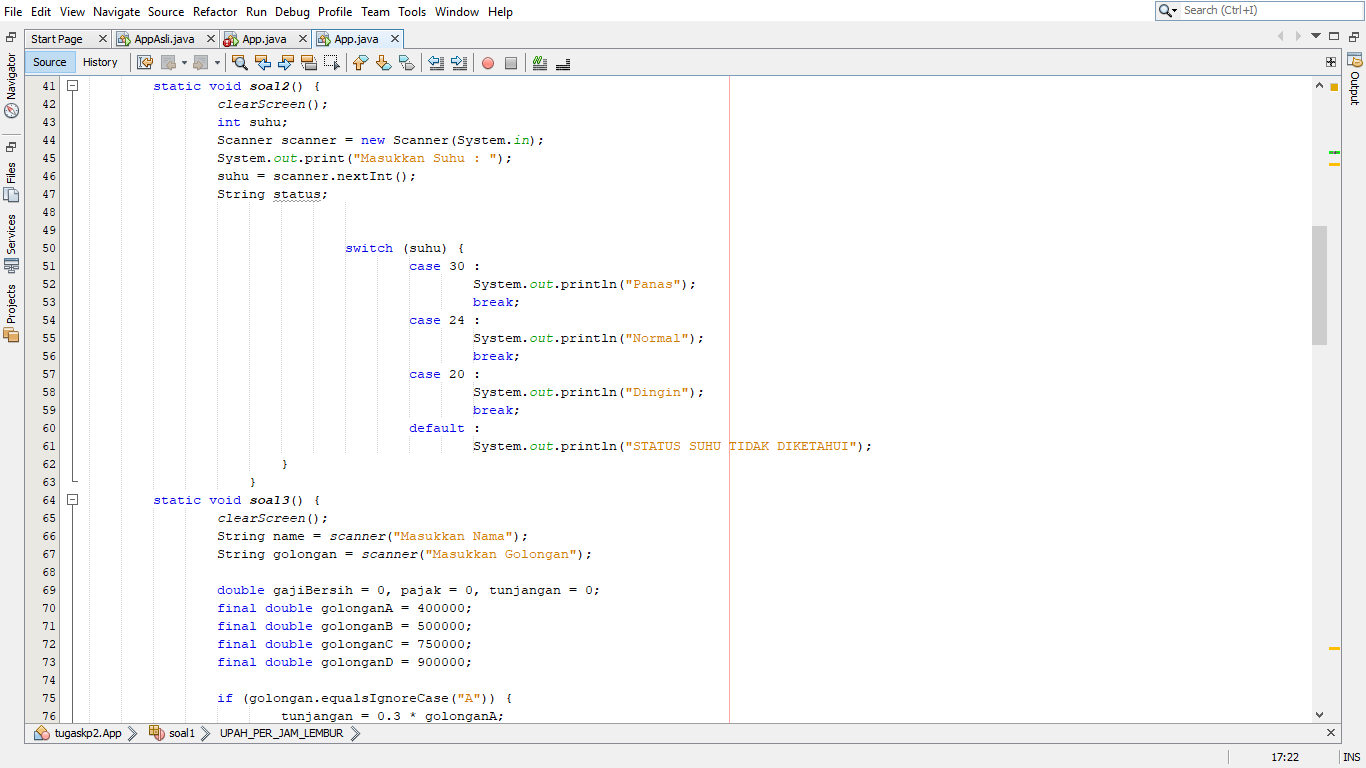 File Edit View Navigate Source Refactor Run Debug Profile Team Tools Window Help
Search (Ctrl+I)
Start Page AppAsli.java App.java App.java
Source History
Navigator
Files
Services
Projects
Output
41 static void soal2() {
42 clearScreen();
43 int suhu;
44 Scanner scanner = new Scanner(System.in);
45 System.out.print("Masukkan Suhu : ");
46 suhu = scanner.nextInt();
47 String status;
48
49
50 switch (suhu) {
51 case 30 :
52 System.out.println("Panas");
53 break;
54 case 24 :
55 System.out.println("Normal");
56 break;
57 case 20 :
58 System.out.println("Dingin");
59 break;
60 default :
61 System.out.println("STATUS SUHU TIDAK DIKETAHUI");
62 }
63 }
64 static void soal3() {
65 clearScreen();
66 String name = scanner("Masukkan Nama");
67 String golongan = scanner("Masukkan Golongan");
68
69 double gajiBersih = 0, pajak = 0, tunjangan = 0;
70 final double golonganA = 400000;
71 final double golonganB = 500000;
72 final double golonganC = 750000;
73 final double golonganD = 900000;
74
75 if (golongan.equalsIgnoreCase("A")) {
76 tunjangan = 0.3 * golonganA;
tugaskp2.App soal1 UPAH_PER_JAM_LEMBUR
17:22 INS